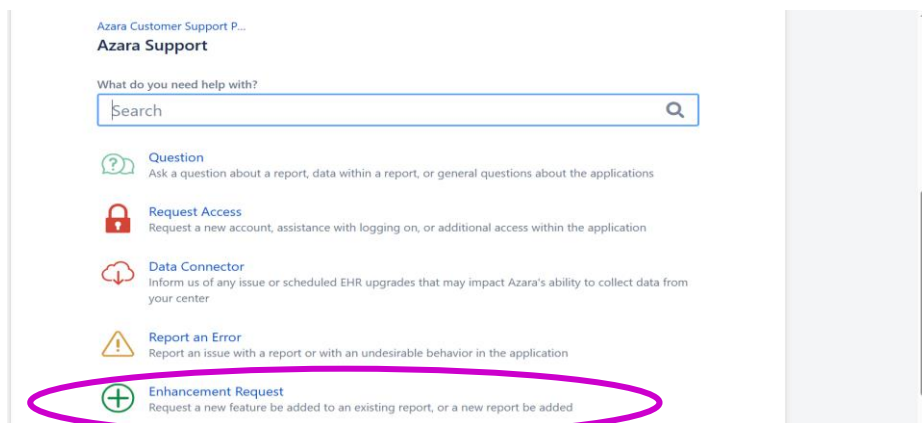 Azara Customer Support P...
Azara Support
What do you need help with?
Search
Question
Ask a question about a report, data within a report, or general questions about the applications
Request Access
Request a new account, assistance with logging on, or additional access within the application
Data Connector
Inform us of any issue or scheduled EHR upgrades that may impact Azara's ability to collect data from
your center
Report an Error
Report an issue with a report or with an undesirable behavior in the application
Enhancement Request
Request a new feature be added to an existing report, or a new report be added